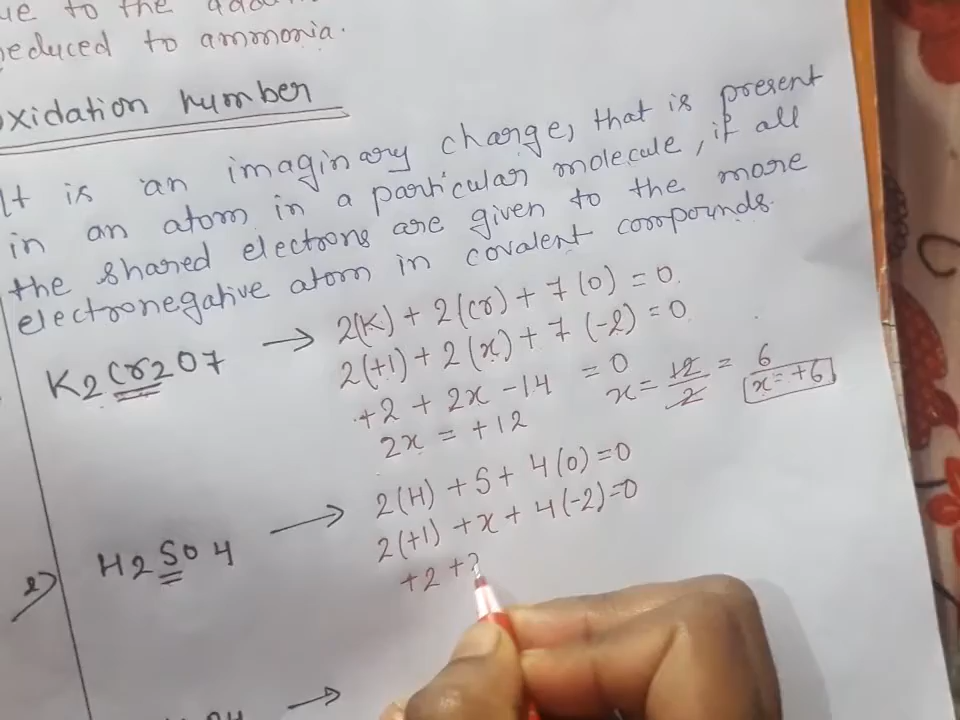 to the
reduced to ammonia.
Oxidation number
It is an imaginary charge, that is present
in an atom in a particular molecule, if all
the shared electrons are given to the more
electronegative atom in covalent compounds.
K2Cr2O7 → 2(K) + 2(Cr) + 7(O) = 0
2(+1) + 2(x) + 7(-2) = 0
+2 + 2x -14 = 0
2x = +12
x = +12/2 = 6
x = +6
2) H2SO4 → 2(H) + S + 4(O) = 0
2(+1) + x + 4(-2) = 0
+2 +
→